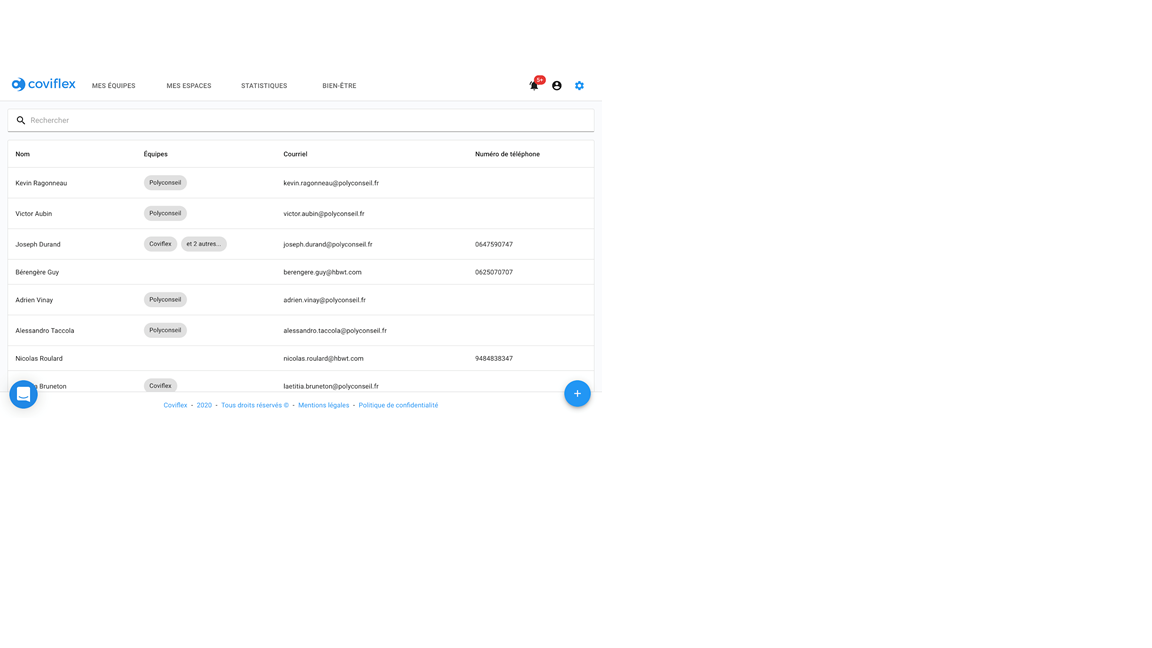 coviflex MES ÉQUIPES MES ESPACES STATISTIQUES BIEN-ÊTRE 5+
Rechercher
Nom Équipes Courriel Numéro de téléphone
Kevin Ragonneau Polyconseil kevin.ragonneau@polyconseil.fr
Victor Aubin Polyconseil victor.aubin@polyconseil.fr
Joseph Durand Coviflex et 2 autres... joseph.durand@polyconseil.fr 0647590747
Bérengère Guy berengere.guy@hbwt.com 0625070707
Adrien Vinay Polyconseil adrien.vinay@polyconseil.fr
Alessandro Taccola Polyconseil alessandro.taccola@polyconseil.fr
Nicolas Roulard nicolas.roulard@hbwt.com 9484838347
Bruneton Coviflex laetitia.bruneton@polyconseil.fr
Coviflex - 2020 - Tous droits réservés © - Mentions légales - Politique de confidentialité